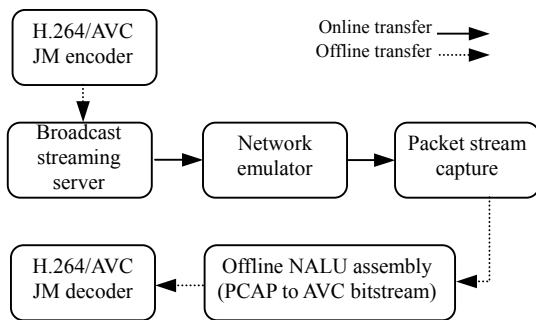 H.264/AVC
JM encoder
Online transfer
Offline transfer
Broadcast
streaming
server
Network
emulator
Packet stream
capture
H.264/AVC
JM decoder
Offline NALU assembly
(PCAP to AVC bitstream)